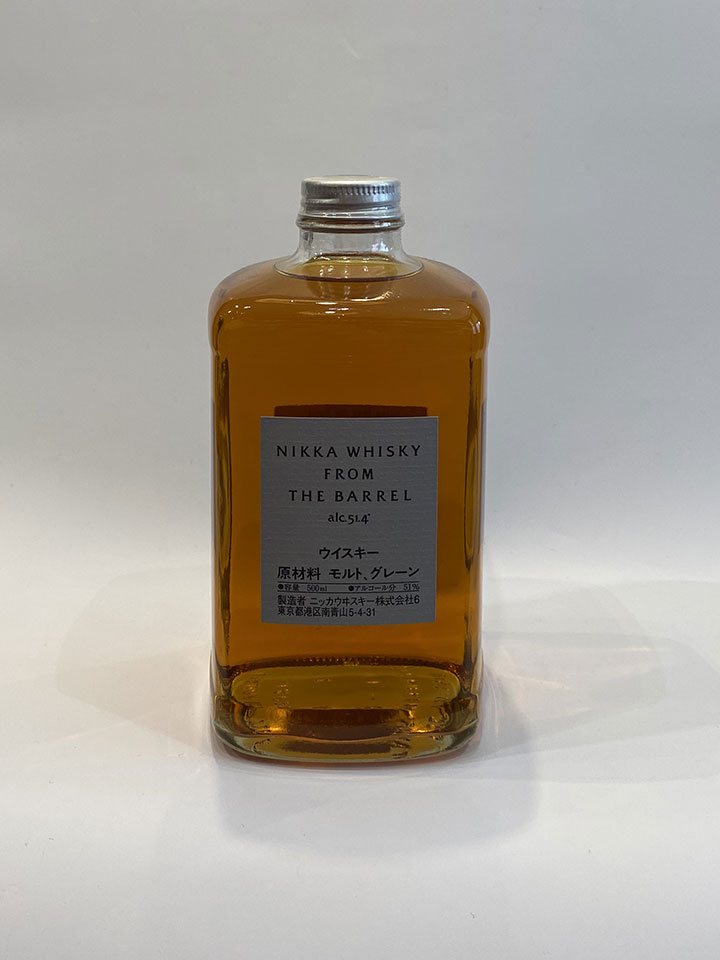 NIKKA WHISKY
FROM
THE BARREL
alc.51.4°
ウイスキー
原材料 モルト、グレーン
●容量 500ml ●アルコール分 51%
製造者 ニッカウヰスキー株式会社6
東京都港区南青山5-4-31